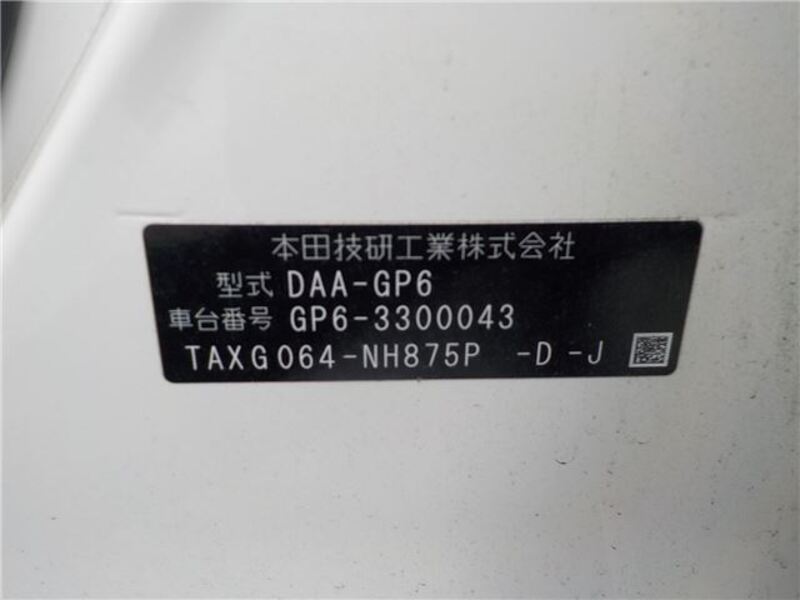 本田技研工業株式会社
型式 DAA-GP6
車台番号 GP6-3300043
TAXG064-NH875P -D-J